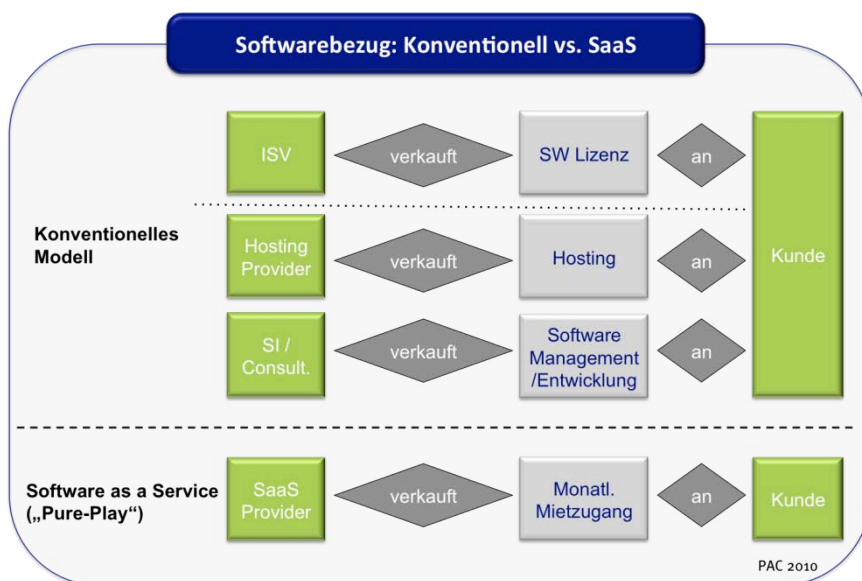 Softwarebezug: Konventionell vs. SaaS
ISV
verkauft
SW Lizenz
an
Konventionelles
Modell
Hosting
Provider
verkauft
Hosting
an
Kunde
SI /
Consult.
verkauft
Software
Management
/Entwicklung
an
Software as a Service
(„Pure-Play“)
SaaS
Provider
verkauft
Monatl.
Mietzugang
an
Kunde
PAC 2010